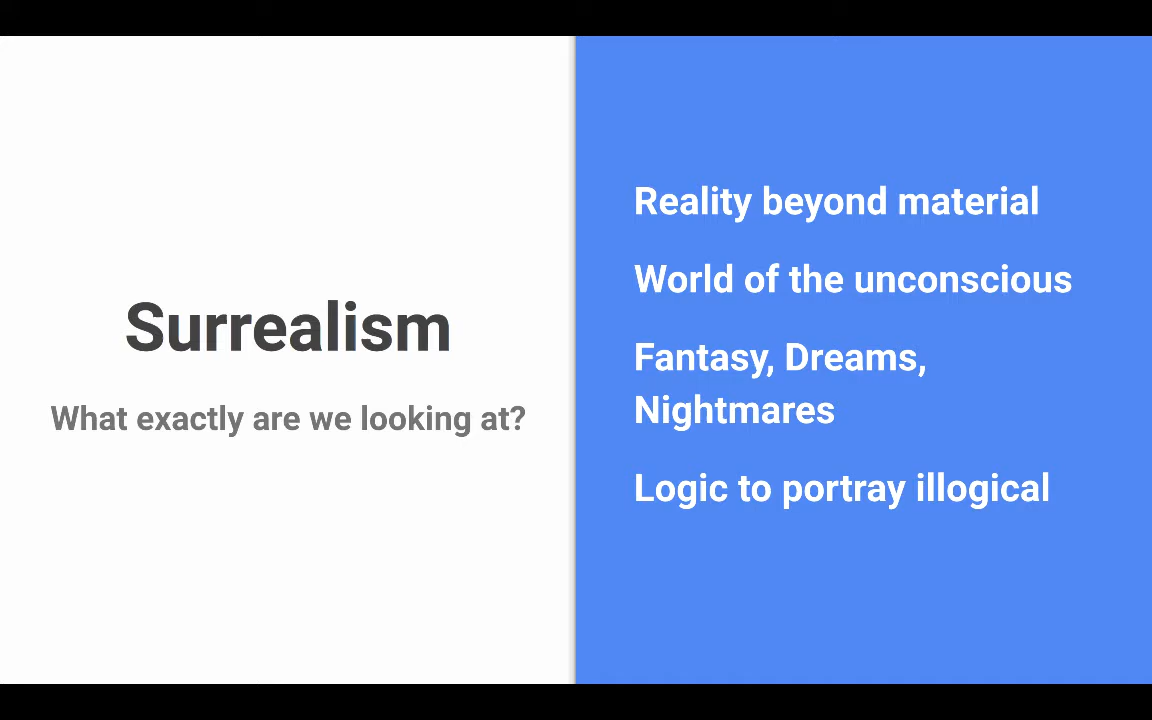 Surrealism
What exactly are we looking at?
Reality beyond material
World of the unconscious
Fantasy, Dreams,
Nightmares
Logic to portray illogical